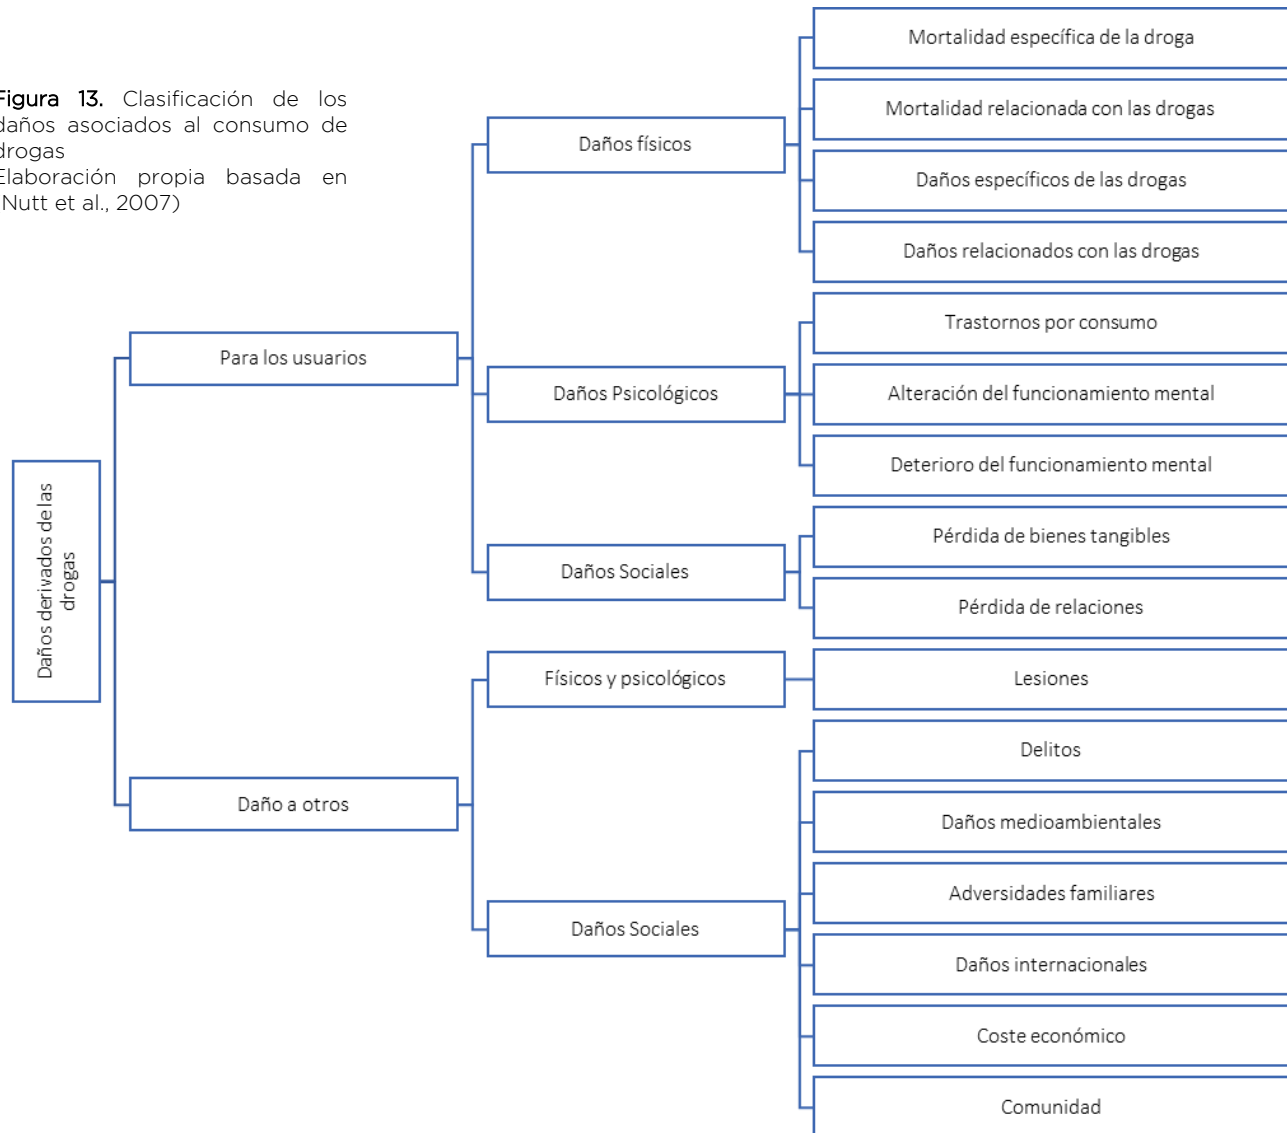 Figura 13. Clasificación de los
daños asociados al consumo de
drogas
Elaboración propia basada en
(Nutt et al., 2007)
Daños derivados de las
drogas
Para los usuarios
Daños físicos
Mortalidad específica de la droga
Mortalidad relacionada con las drogas
Daños específicos de las drogas
Daños relacionados con las drogas
Daños Psicológicos
Trastornos por consumo
Alteración del funcionamiento mental
Deterioro del funcionamiento mental
Daños Sociales
Pérdida de bienes tangibles
Pérdida de relaciones
Daño a otros
Físicos y psicológicos
Lesiones
Daños Sociales
Delitos
Daños medioambientales
Adversidades familiares
Daños internacionales
Coste económico
Comunidad